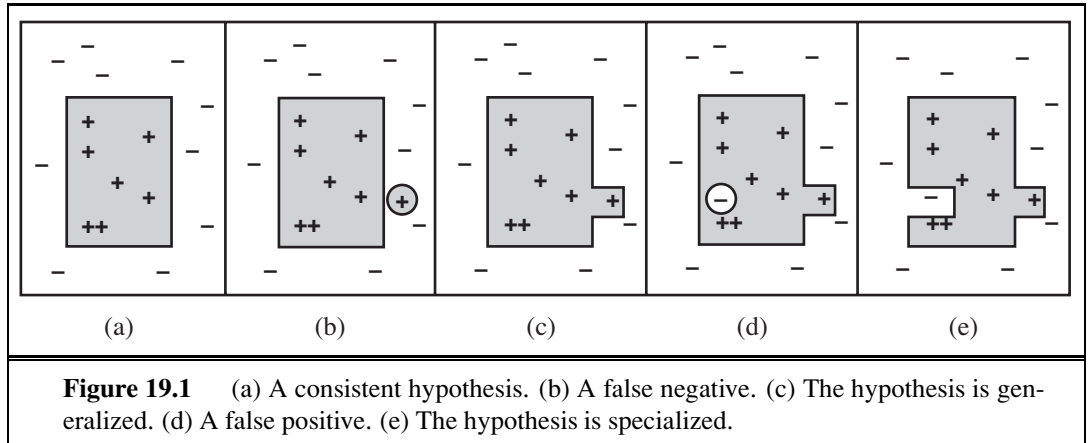 (a) (b) (c) (d) (e)
Figure 19.1 (a) A consistent hypothesis. (b) A false negative. (c) The hypothesis is gen-
eralized. (d) A false positive. (e) The hypothesis is specialized.